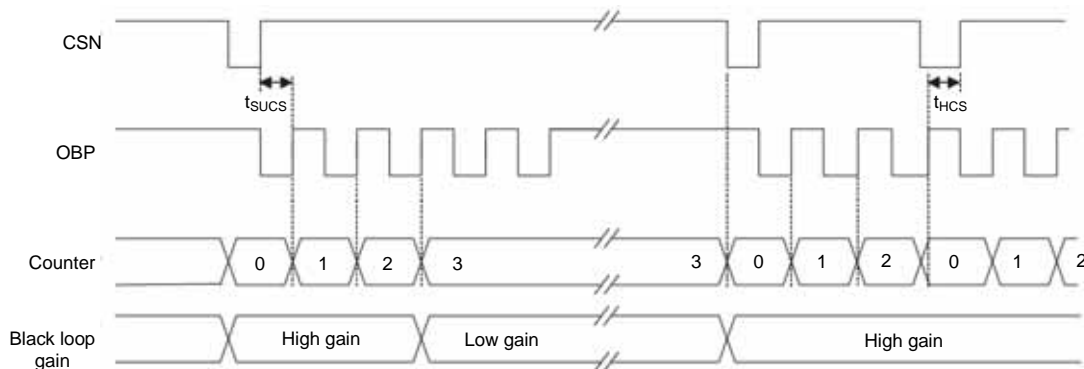 CSN
tSUCS
tHCS
OBP
Counter
0 1 2 3 3 0 1 2 0 1 2
Black loop
gain
High gain Low gain High gain